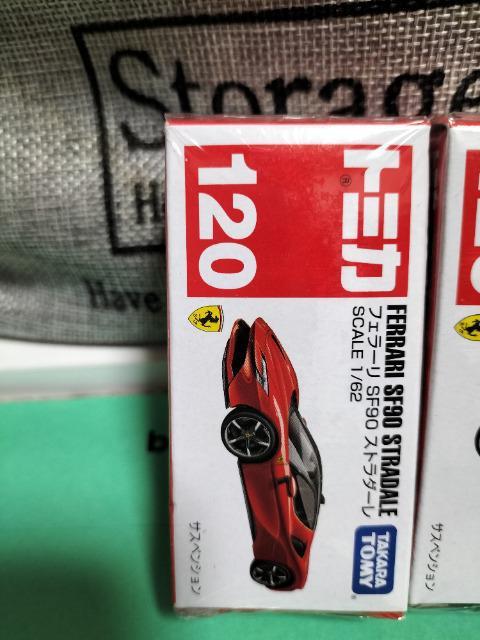 Storage
Have
トミカ
®
120
FERRARI SF90 STRADALE
フェラーリ SF90 ストラダーレ
SCALE 1/62
TAKARA
TOMY
®
サスペンション
サスペンション